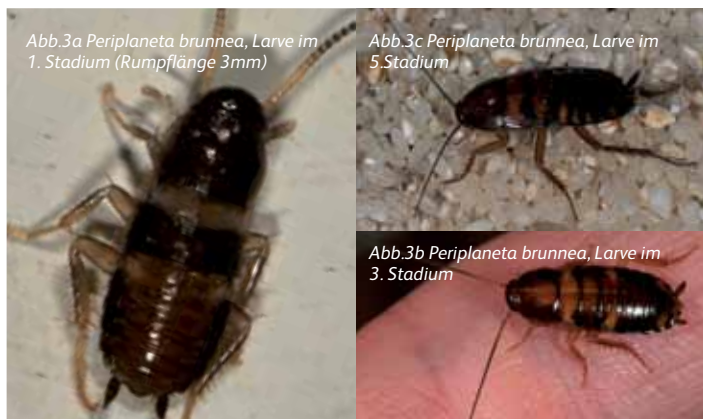 Abb.3a Periplaneta brunnea, Larve im
1. Stadium (Rumpflänge 3mm)
Abb.3c Periplaneta brunnea, Larve im
5.Stadium
Abb.3b Periplaneta brunnea, Larve im
3. Stadium